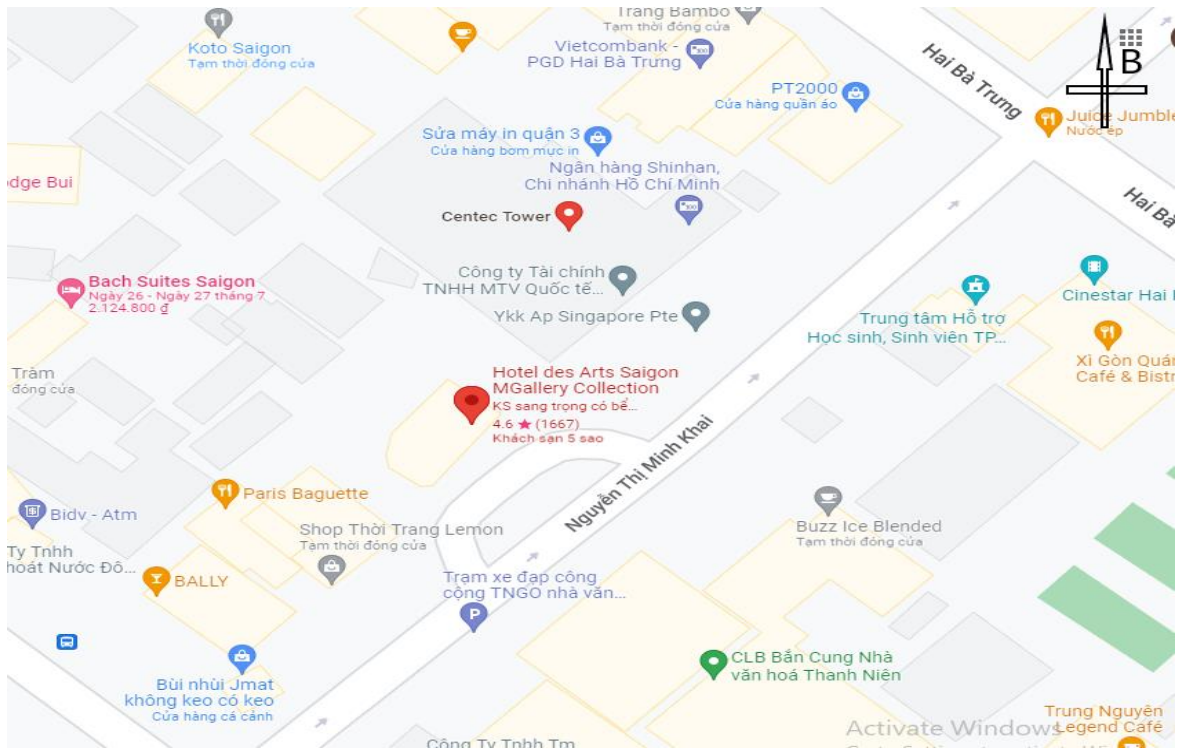 Trang Bambo
Tạm thời đóng cửa
Koto Saigon
Tạm thời đóng cửa
Vietcombank -
PGD Hai Bà Trưng
Hai Bà Trưng
B
PT2000
Cửa hàng quần áo
Juice Jumble
Nước ép
Sửa máy in quận 3
Cửa hàng bơm mực in
Ngân hàng Shinhan,
Chi nhánh Hồ Chí Minh
odge Bui
Hai Bà
Centec Tower
Công ty Tài chính
TNHH MTV Quốc tế...
Bach Suites Saigon
Ngày 26 - Ngày 27 tháng 7
2.124.800 ₫
Cinestar Hai
Ykk Ap Singapore Pte
Trung tâm Hỗ trợ
Học sinh, Sinh viên TP...
Xì Gòn Quán
Café & Bist
Tràm
đóng cửa
Hotel des Arts Saigon
MGallery Collection
KS sang trọng có bể...
4.6 ★ (1667)
Khách sạn 5 sao
Nguyễn Thị Minh Khai
Paris Baguette
Bidv - Atm
Shop Thời Trang Lemon
Tạm thời đóng cửa
Buzz Ice Blended
Tạm thời đóng cửa
Ty Tnhh
hoát Nước Đô...
BALLY
Trạm xe đạp công
cộng TNGO nhà văn...
P
CLB Bắn Cung Nhà
văn hoá Thanh Niên
Bùi nhùi Jmat
không keo có keo
Cửa hàng cá cảnh
Trung Nguyên
Legend Café
Activate Windows
Công Ty Tnhh Tm